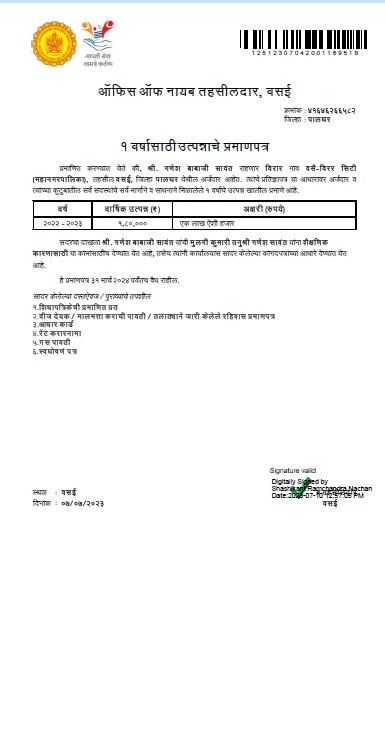 12512307042001169518
आपली सेवा
आमचे कर्तव्य
ऑफिस ऑफ नायब तहसीलदार, वसई
क्रमांक : ४१६४६२६६५८२
जिल्हा : पालघर
१ वर्षासाठी उत्पन्नाचे प्रमाणपत्र
प्रमाणित करण्यात येते की, श्री. गणेश बाबाजी सावंत राहणार विरार गाव वसै-विरर सिटी
(महानगरपालिका), तहसील वसई, जिल्हा पालघर येथील अर्जदार आहेत. त्यांचे प्रतिज्ञापत्र या आधारावर अर्जदार व
त्यांच्या कुटुंबातील सर्व सदस्यांचे सर्व मार्गाने व साधनाने मिळालेले १ वर्षाचे उत्पन्न खालील प्रमाणे आहे.
वर्ष वार्षिक उत्पन्न (₹) अक्षरी (रुपये)
२०२२ - २०२३ १,८०,००० एक लाख ऐंशी हजार
सदरचा दाखला श्री. गणेश बाबाजी सावंत यांची मुलगी कुमारी तनुश्री गणेश सावंत यांना शैक्षणिक
कारणासाठी या कामासाठीच देण्यात येत आहे, तसेच त्यांनी कार्यालयास सादर केलेल्या कागदपत्रांच्या आधारे देण्यात येत
आहे.
हे प्रमाणपत्र ३१ मार्च २०२४ पर्यंतच वैध राहील.
सादर केलेल्या दस्तऐवज / पुराव्याचे तपशील
१.शिधापत्रिकेची प्रमाणित प्रत
२.वीज देयक / मालमत्ता कराची पावती / तलाठ्याने जारी केलेले रहिवास प्रमाणपत्र
३.आधार कार्ड
४.रेंट करारनामा
५.गस पावती
६.स्वघोषणं पत्र
Signature valid
Digitally Signed by
Shashikant Ramchandra Nachan
Date:2023-07-10 12:57:05 PM
वसई
स्थळ : वसई
दिनांक : ०७/०७/२०२३